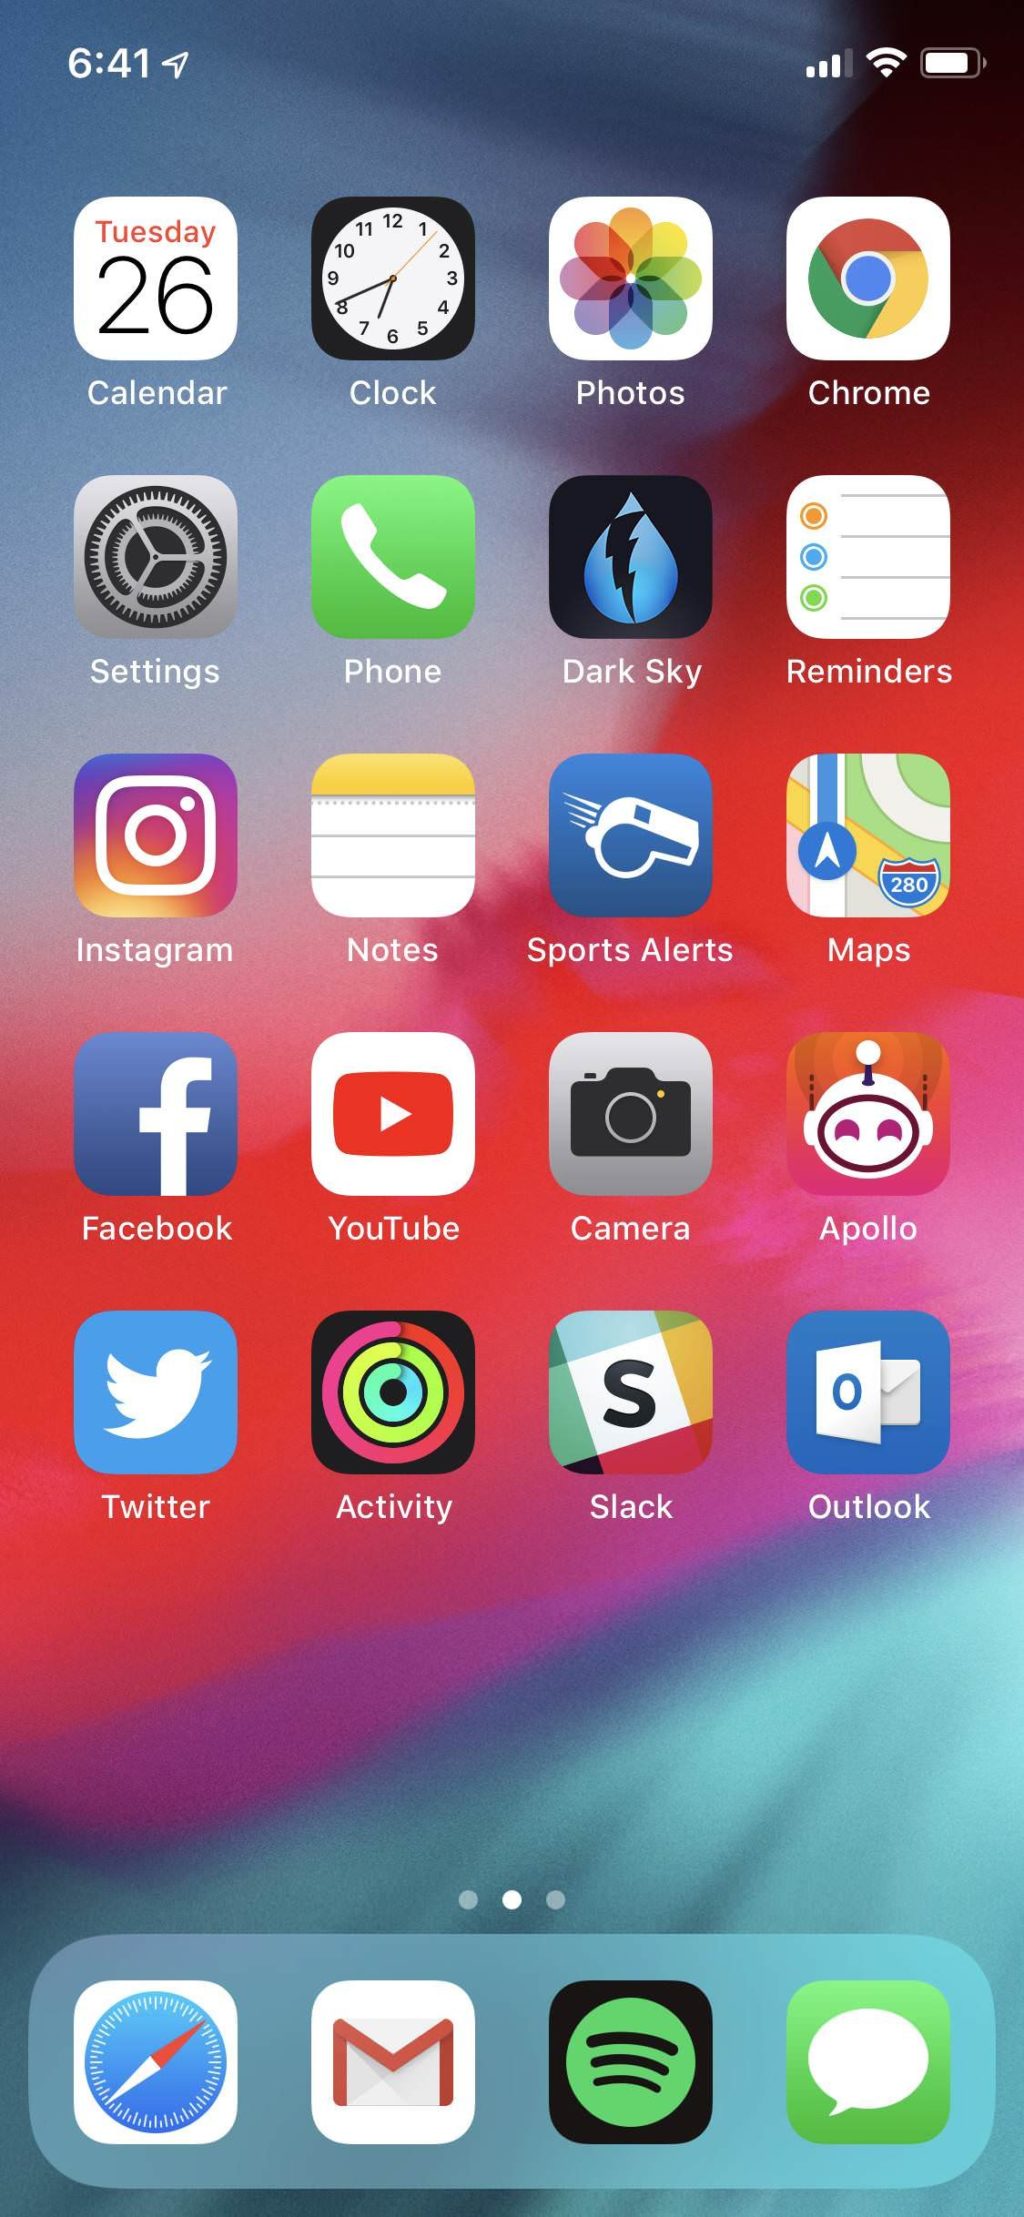 6:41
Tuesday
26
12
11 1
10 2
9 3
8 4
7 5
6
Calendar Clock Photos Chrome
Settings Phone Dark Sky Reminders
280
Instagram Notes Sports Alerts Maps
f
Facebook YouTube Camera Apollo
S
O
Twitter Activity Slack Outlook
M